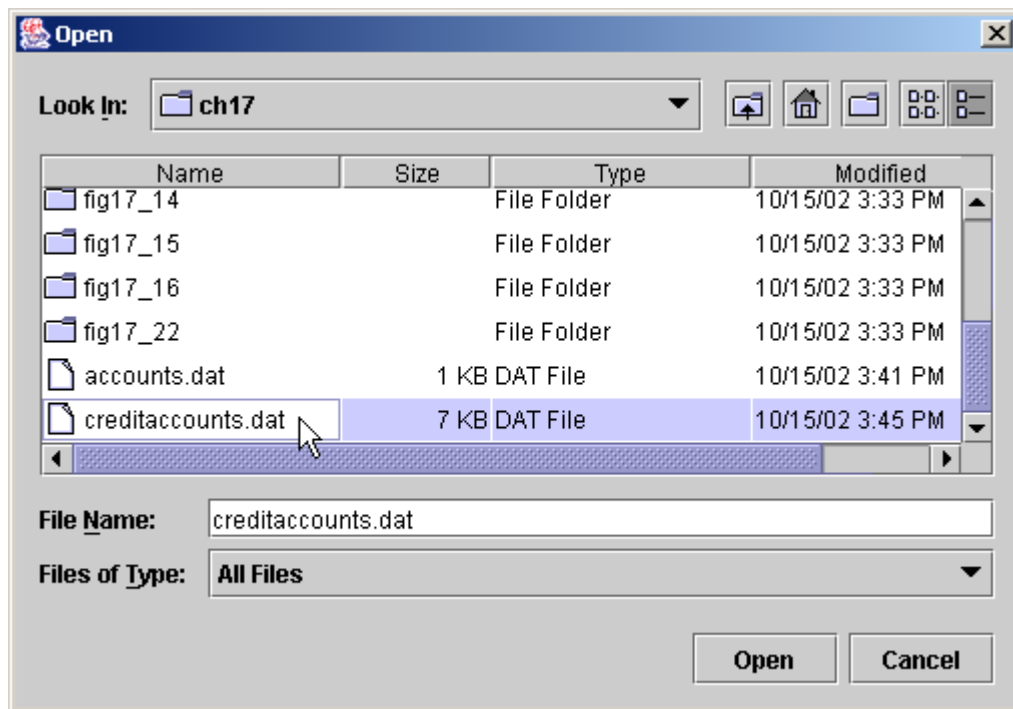 Open
Look In: ch17
Name Size Type Modified
fig17_14 File Folder 10/15/02 3:33 PM
fig17_15 File Folder 10/15/02 3:33 PM
fig17_16 File Folder 10/15/02 3:33 PM
fig17_22 File Folder 10/15/02 3:33 PM
accounts.dat 1 KB DAT File 10/15/02 3:41 PM
creditaccounts.dat 7 KB DAT File 10/15/02 3:45 PM
File Name: creditaccounts.dat
Files of Type: All Files
Open Cancel